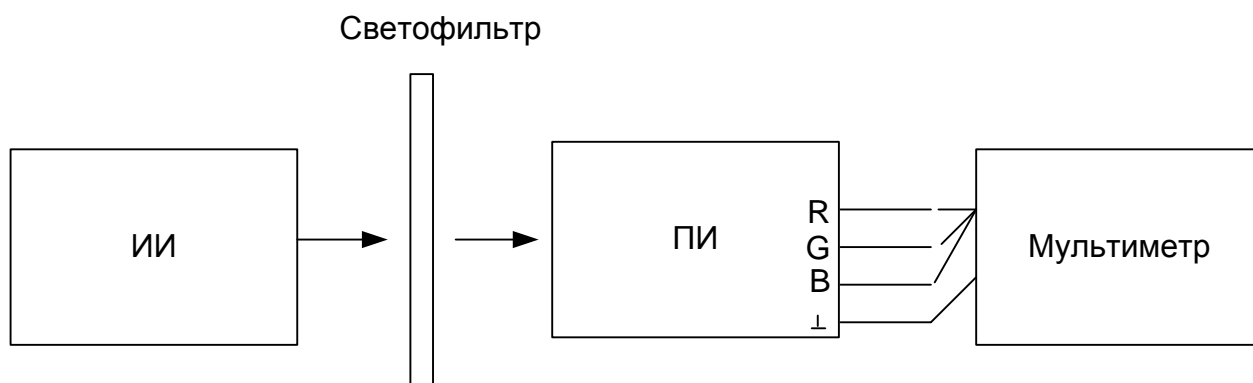 Светофильтр
ИИ
ПИ
R
G
B
⊥
Мультиметр